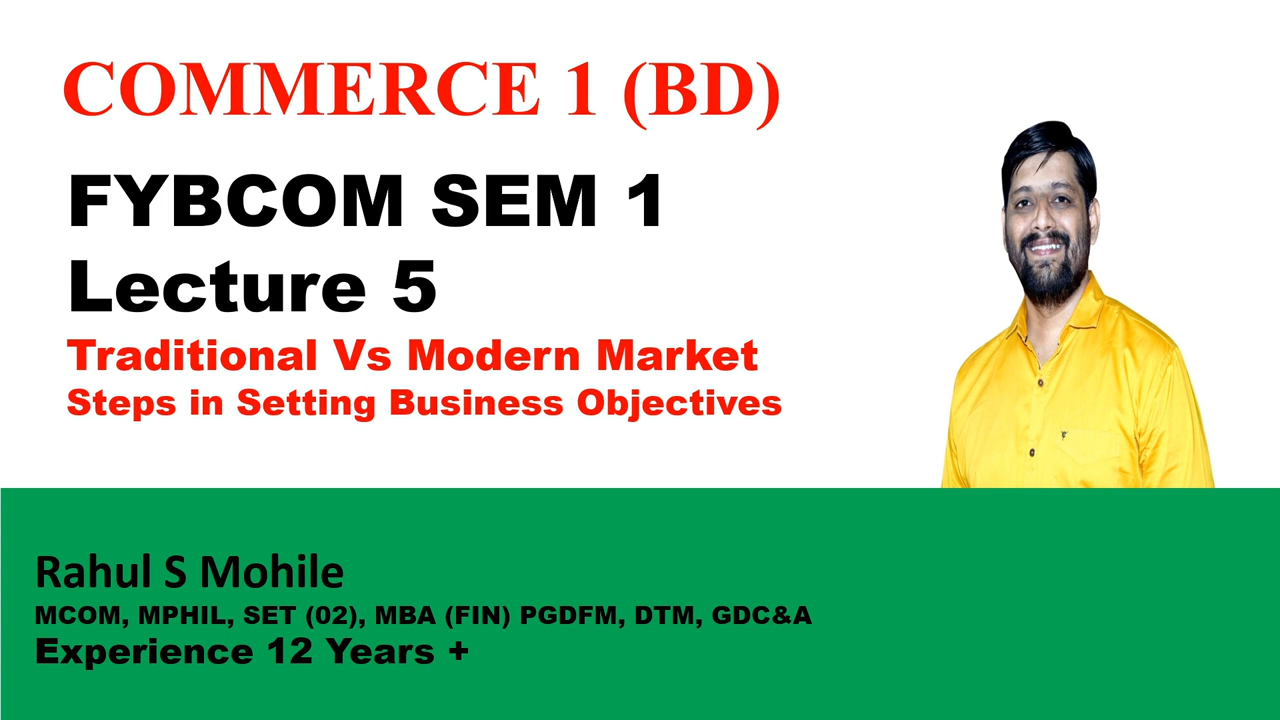 COMMERCE 1 (BD)
FYBCOM SEM 1
Lecture 5
Traditional Vs Modern Market
Steps in Setting Business Objectives
Rahul S Mohile
MCOM, MPHIL, SET (02), MBA (FIN) PGDFM, DTM, GDC&A
Experience 12 Years +